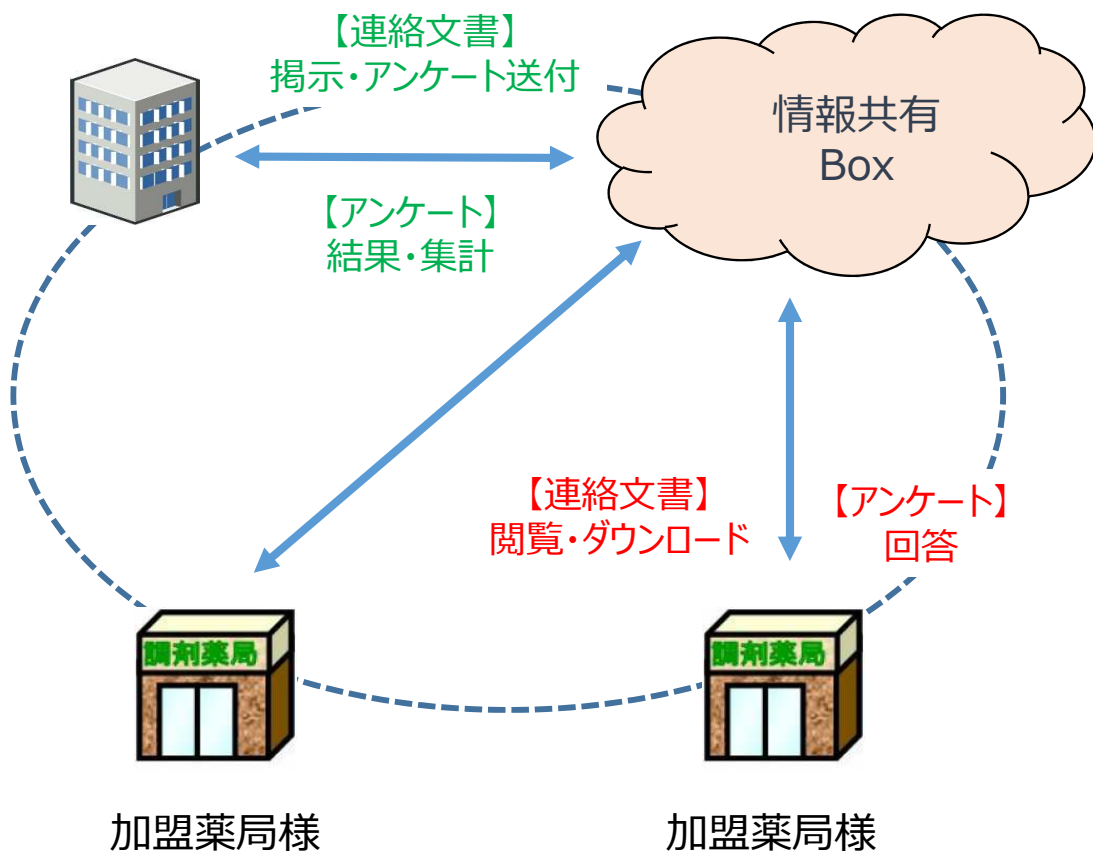 【連絡文書】
掲示・アンケート送付
情報共有
Box
【アンケート】
結果・集計
【連絡文書】
閲覧・ダウンロード
【アンケート】
回答
調剤薬局
調剤薬局
加盟薬局様
加盟薬局様